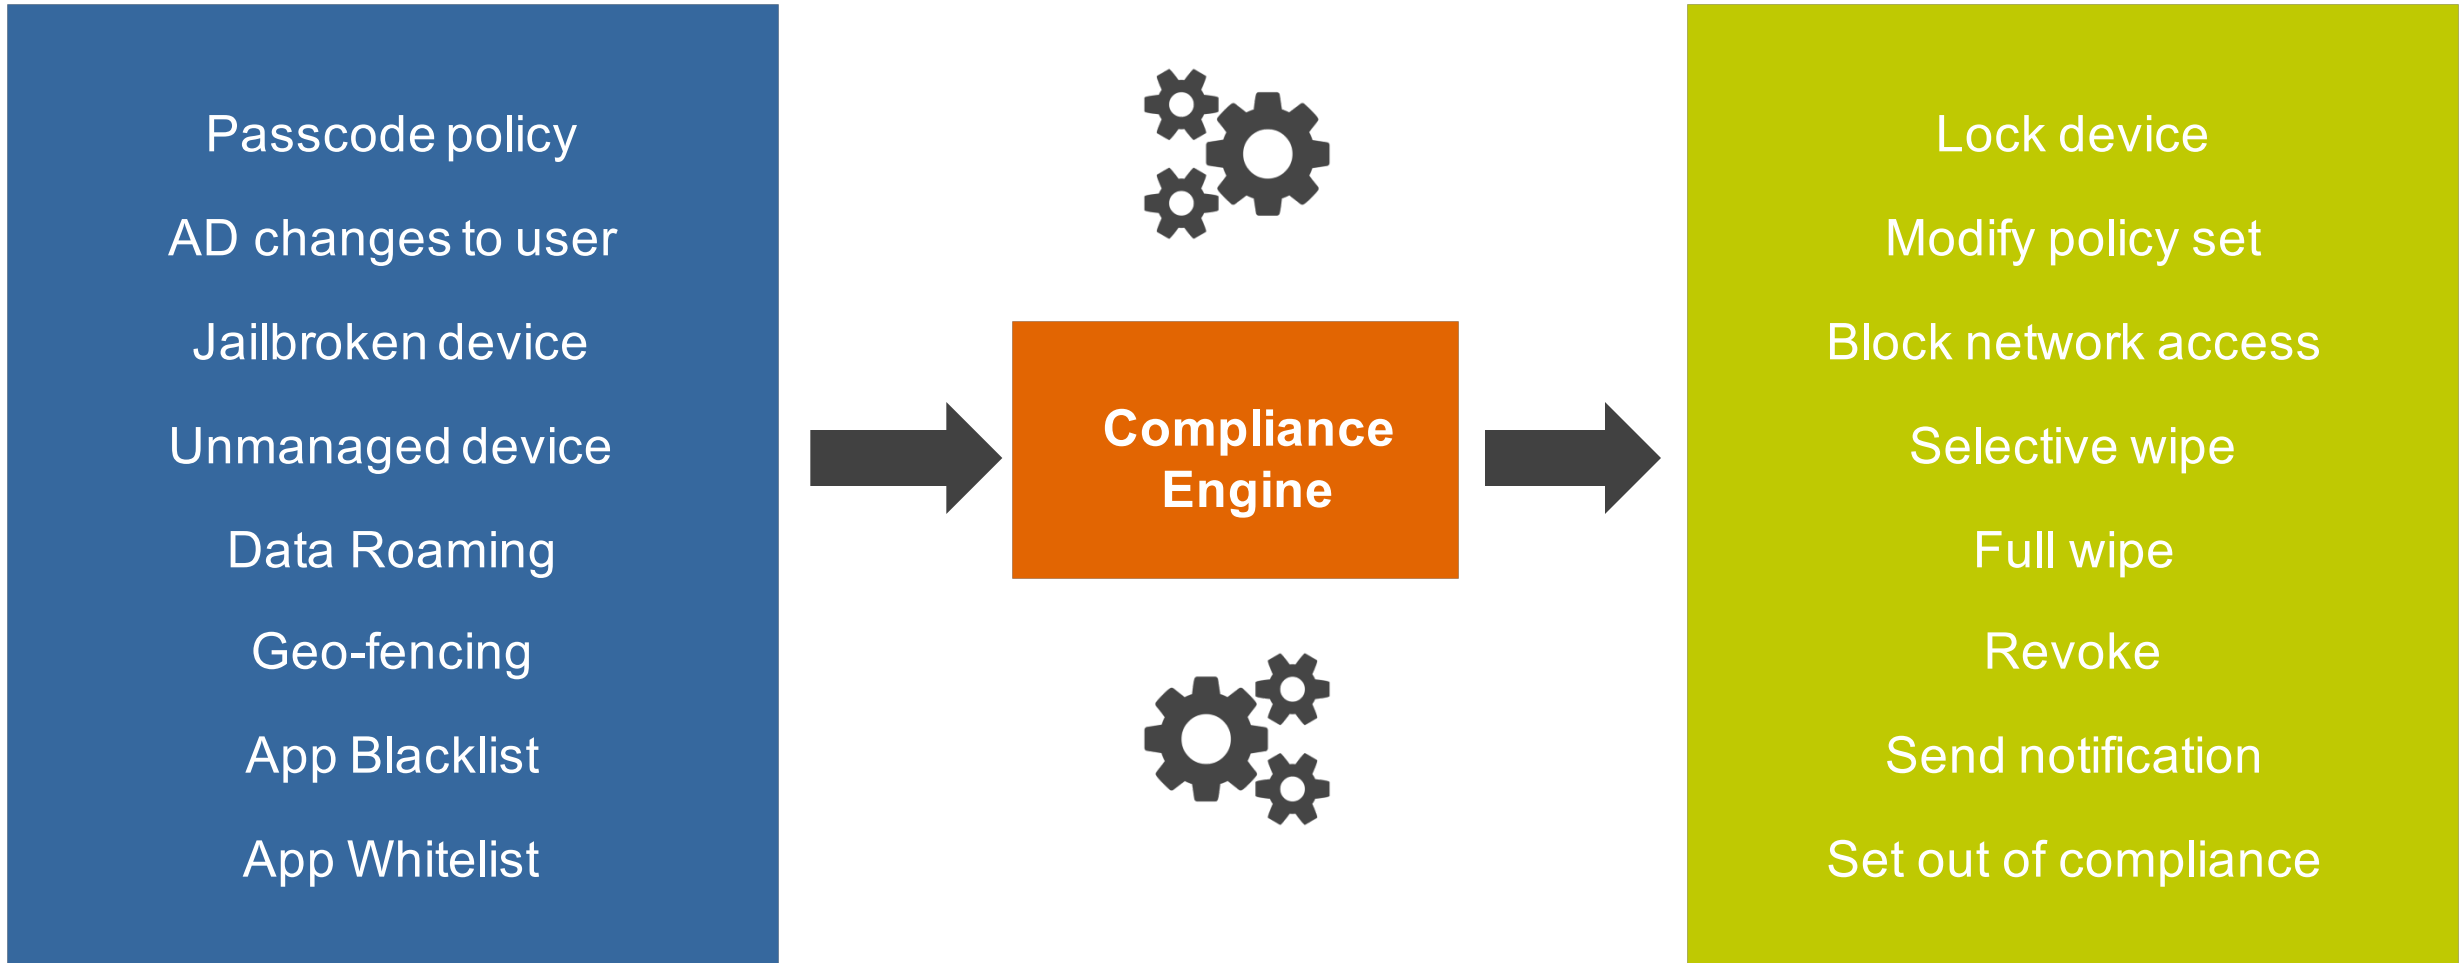 Passcode policy
AD changes to user
Jailbroken device
Unmanaged device
Data Roaming
Geo-fencing
App Blacklist
App Whitelist
Compliance
Engine
Lock device
Modify policy set
Block network access
Selective wipe
Full wipe
Revoke
Send notification
Set out of compliance